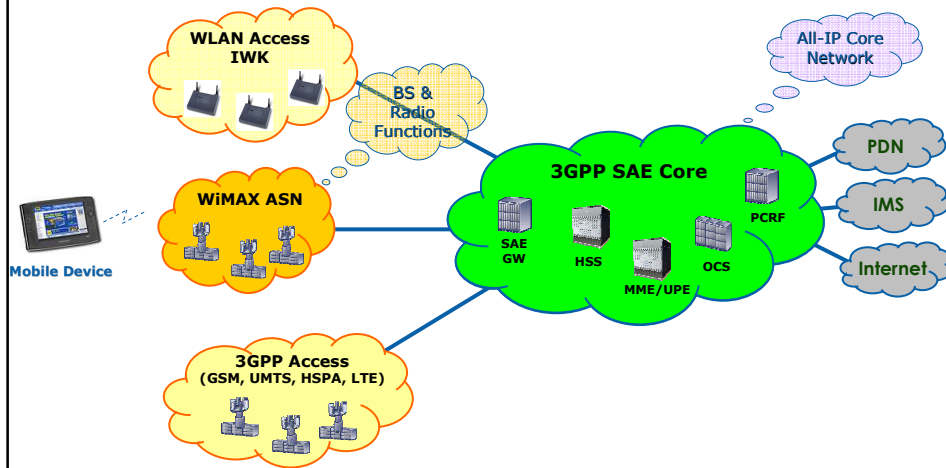 WLAN Access
IWK
BS &
Radio
Functions
All-IP Core
Network
3GPP SAE Core
PDN
IMS
Internet
WiMAX ASN
Mobile Device
SAE
GW
HSS
MME/UPE
OCS
PCRF
3GPP Access
(GSM, UMTS, HSPA, LTE)